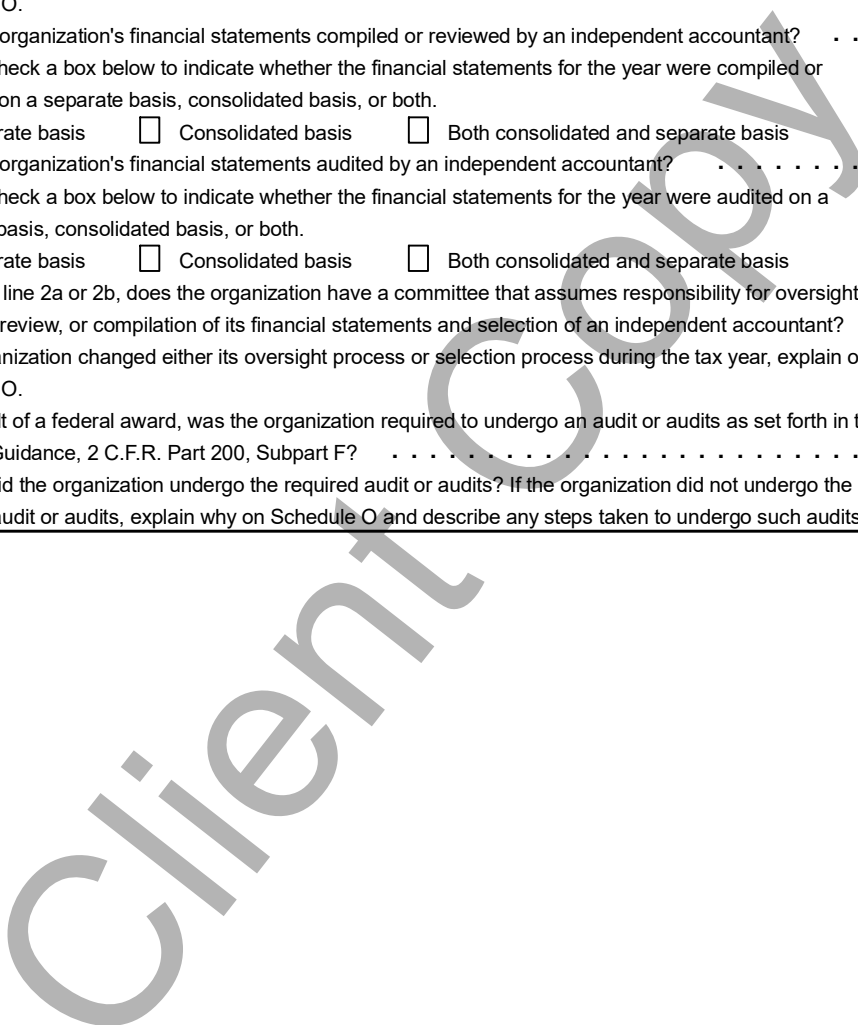 O.
organization's financial statements compiled or reviewed by an independent accountant? . .
heck a box below to indicate whether the financial statements for the year were compiled or
on a separate basis, consolidated basis, or both.
rate basis ☐ Consolidated basis ☐ Both consolidated and separate basis
organization's financial statements audited by an independent accountant? . . . . . . . .
heck a box below to indicate whether the financial statements for the year were audited on a
basis, consolidated basis, or both.
rate basis ☐ Consolidated basis ☐ Both consolidated and separate basis
line 2a or 2b, does the organization have a committee that assumes responsibility for oversight
review, or compilation of its financial statements and selection of an independent accountant?
nization changed either its oversight process or selection process during the tax year, explain o
O.
lt of a federal award, was the organization required to undergo an audit or audits as set forth in t
Guidance, 2 C.F.R. Part 200, Subpart F? . . . . . . . . . . . . . . . . . . . . . . . . .
id the organization undergo the required audit or audits? If the organization did not undergo the
audit or audits, explain why on Schedule O and describe any steps taken to undergo such audits
Client Copy